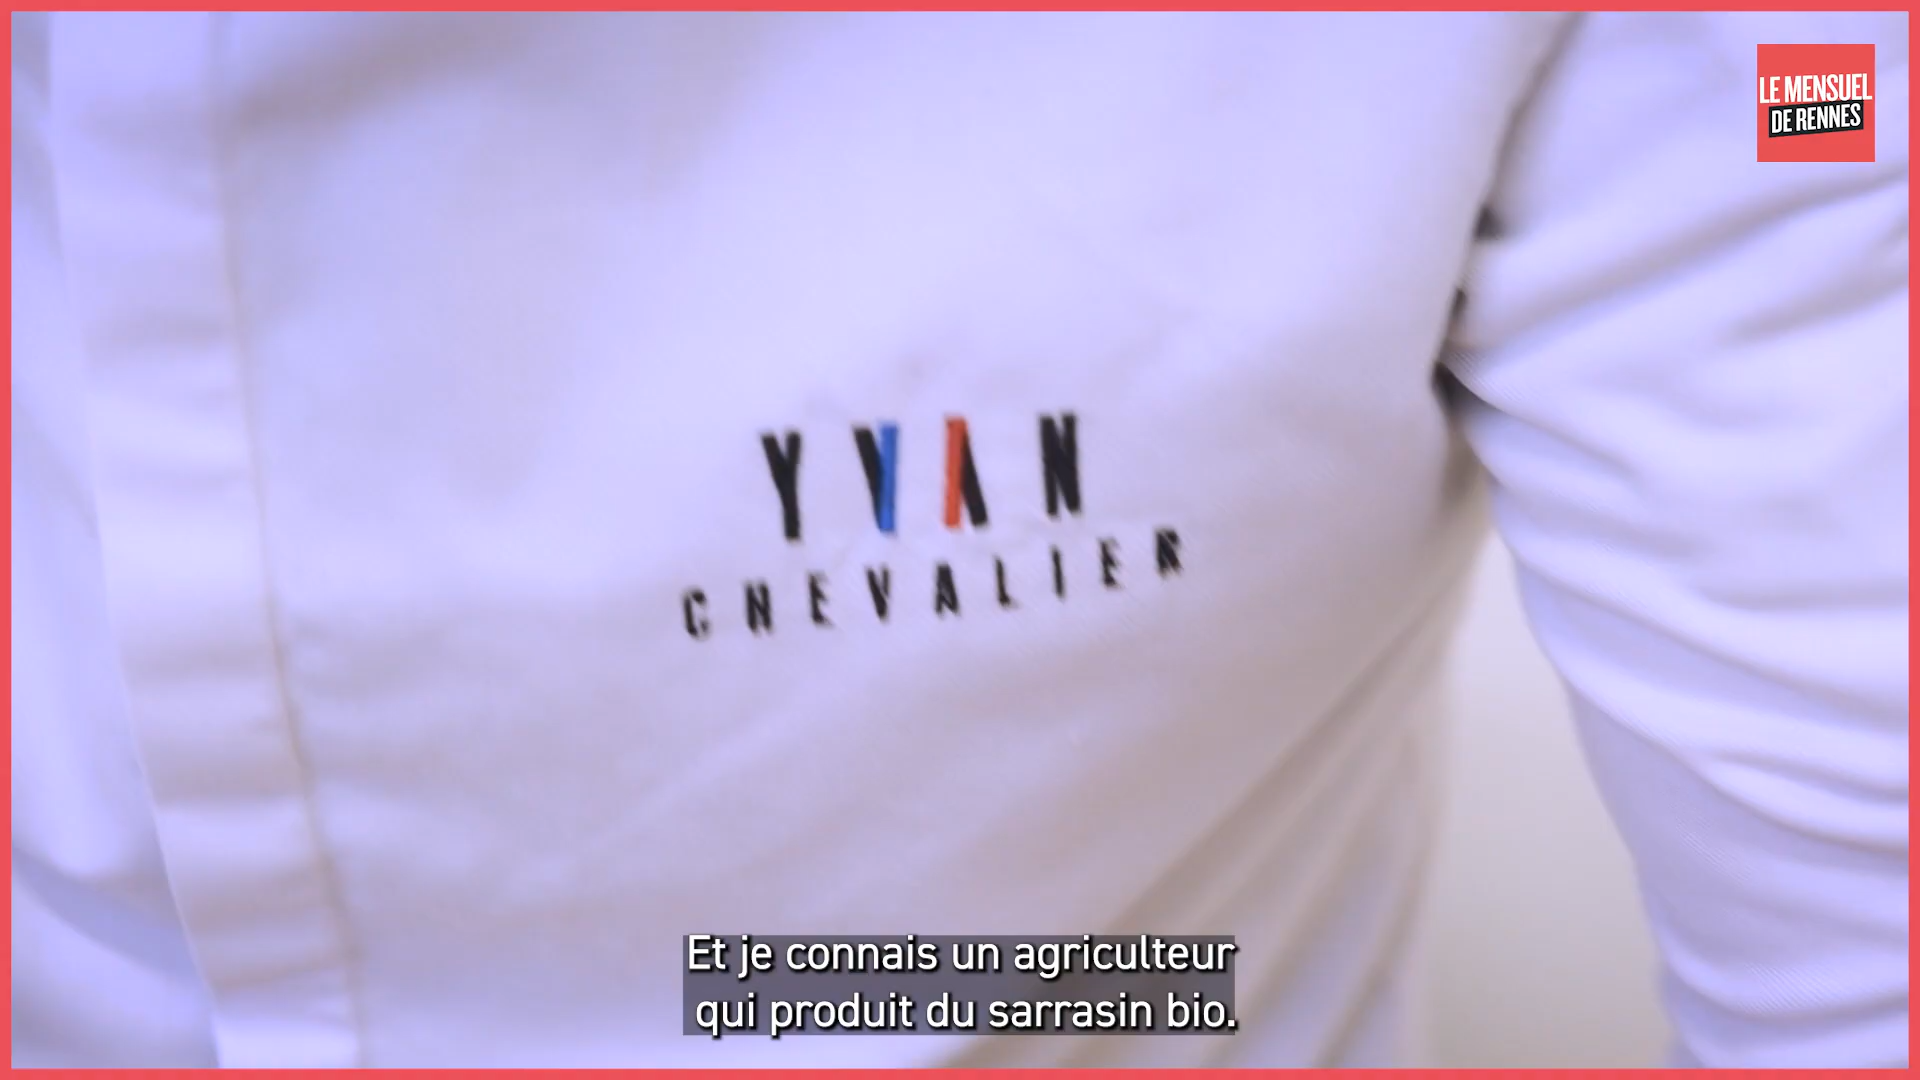 LE MENSUEL
DE RENNES
YVAN
CHEVALIER
Et je connais un agriculteur
qui produit du sarrasin bio.